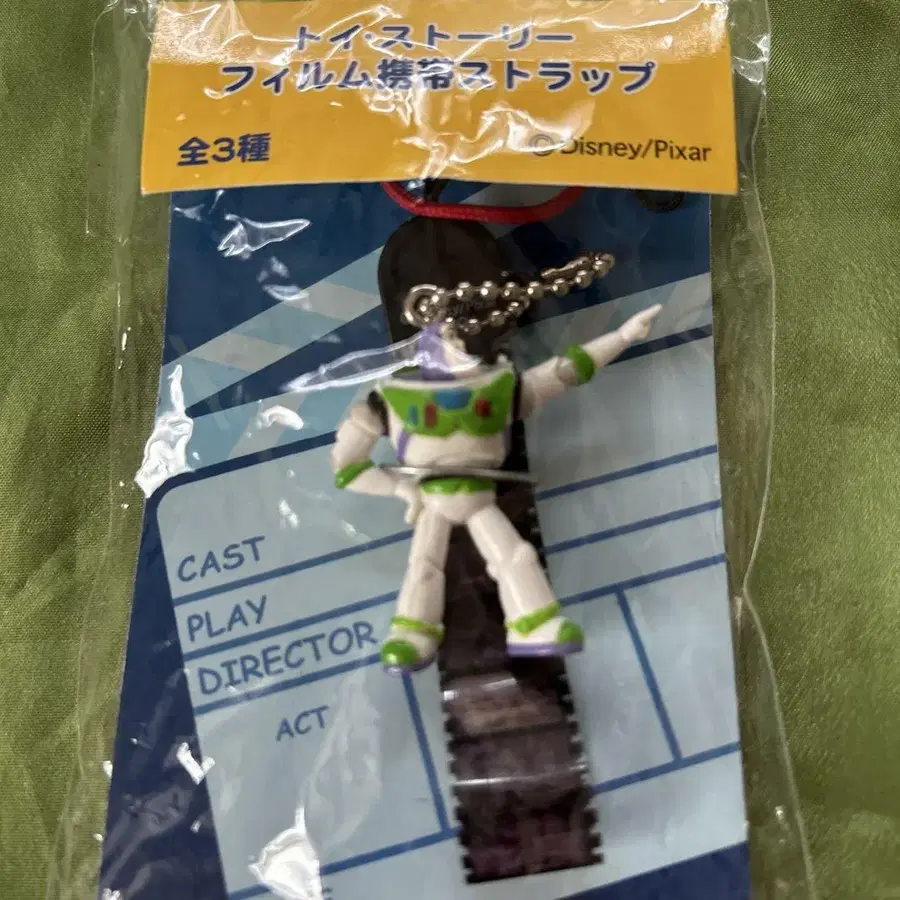 トイ・ストーリー
フィルム携帯ストラップ
全3種
©Disney/Pixar
CAST
PLAY
DIRECTOR
ACT